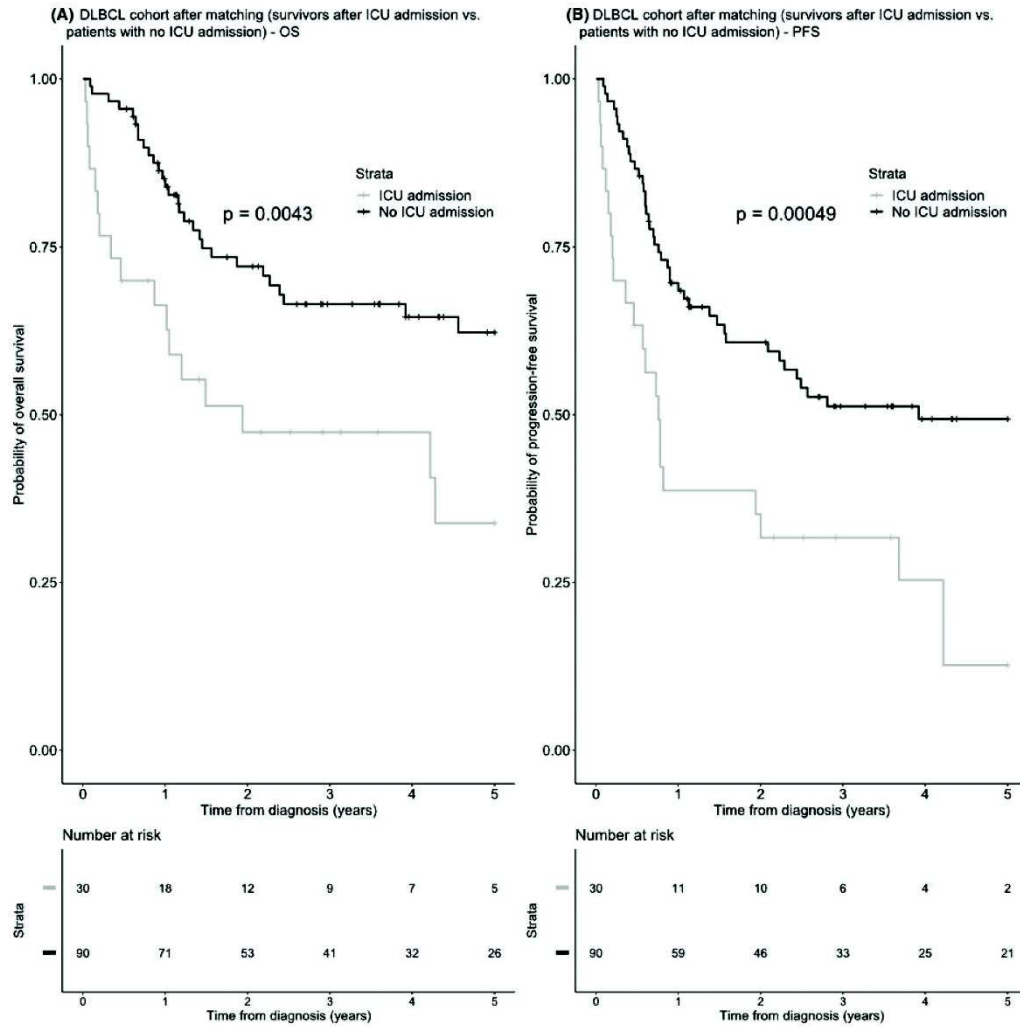 (A) DLBCL cohort after matching (survivors after ICU admission vs.
patients with no ICU admission) - OS
1.00
0.75
0.50
0.25
0.00
Probability of overall survival
Strata
ICU admission
No ICU admission
p = 0.0043
0 1 2 3 4 5
Time from diagnosis (years)
Number at risk
Strata
30 18 12 9 7 5
90 71 53 41 32 26
0 1 2 3 4 5
Time from diagnosis (years)
(B) DLBCL cohort after matching (survivors after ICU admission vs.
patients with no ICU admission) - PFS
1.00
0.75
0.50
0.25
0.00
Probability of progression-free survival
Strata
ICU admission
No ICU admission
p = 0.00049
0 1 2 3 4 5
Time from diagnosis (years)
Number at risk
Strata
30 11 10 6 4 2
90 59 46 33 25 21
0 1 2 3 4 5
Time from diagnosis (years)